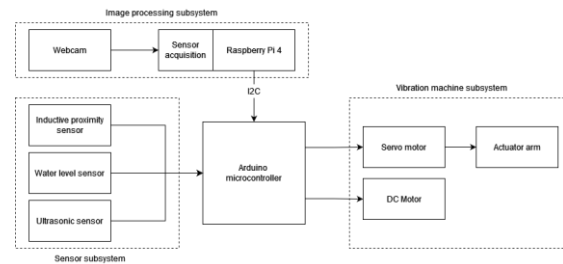 Image processing subsystem
Webcam
Sensor
acquisition
Raspberry Pi 4
I2C
Vibration machine subsystem
Inductive proximity
sensor
Water level sensor
Ultrasonic sensor
Arduino
microcontroller
Servo motor
Actuator arm
DC Motor
Sensor subsystem